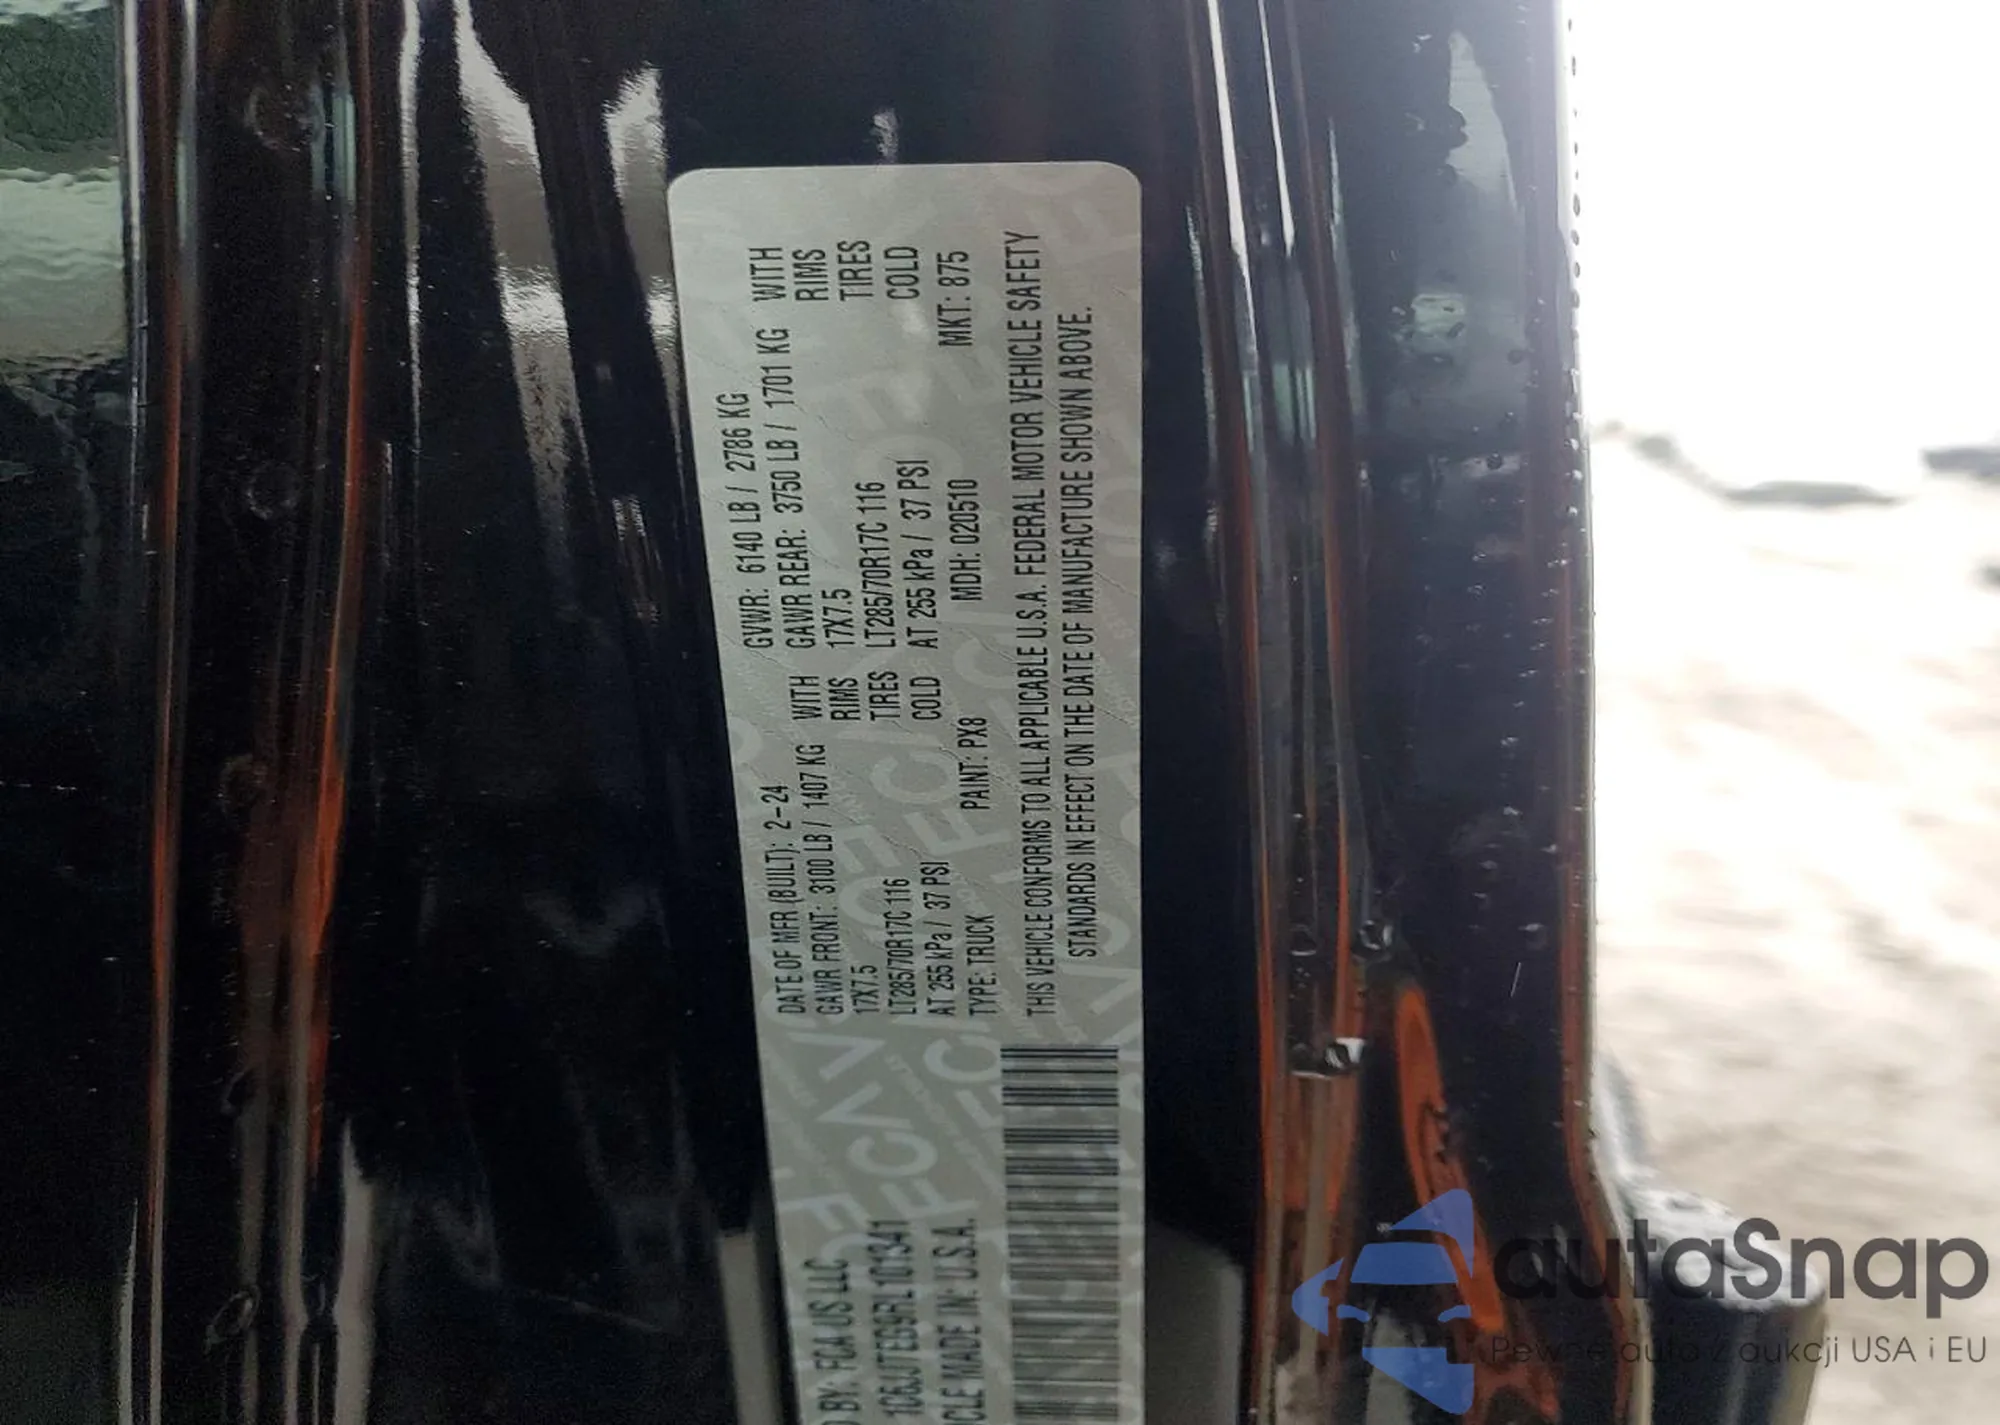 DATE OF MFR (BUILT): 2-24 GVWR: 6140 LB / 2786 KG
GAWR FRONT: 3100 LB / 1407 KG WITH GAWR REAR: 3750 LB / 1701 KG WITH
17X7.5 RIMS 17X7.5 RIMS
LT285/70R17C 116 TIRES LT285/70R17C 116 TIRES
AT 255 kPa / 37 PSI COLD AT 255 kPa / 37 PSI COLD
TYPE: TRUCK PAINT: PX8 MDH: 020510 MKT: 875
THIS VEHICLE CONFORMS TO ALL APPLICABLE U.S.A. FEDERAL MOTOR VEHICLE SAFETY
STANDARDS IN EFFECT ON THE DATE OF MANUFACTURE SHOWN ABOVE.
D BY: FCA US LLC
1C6JJTEG9RL101341
CLE MADE IN: U.S.A.
autaSnap
Pewne auta z aukcji USA i EU